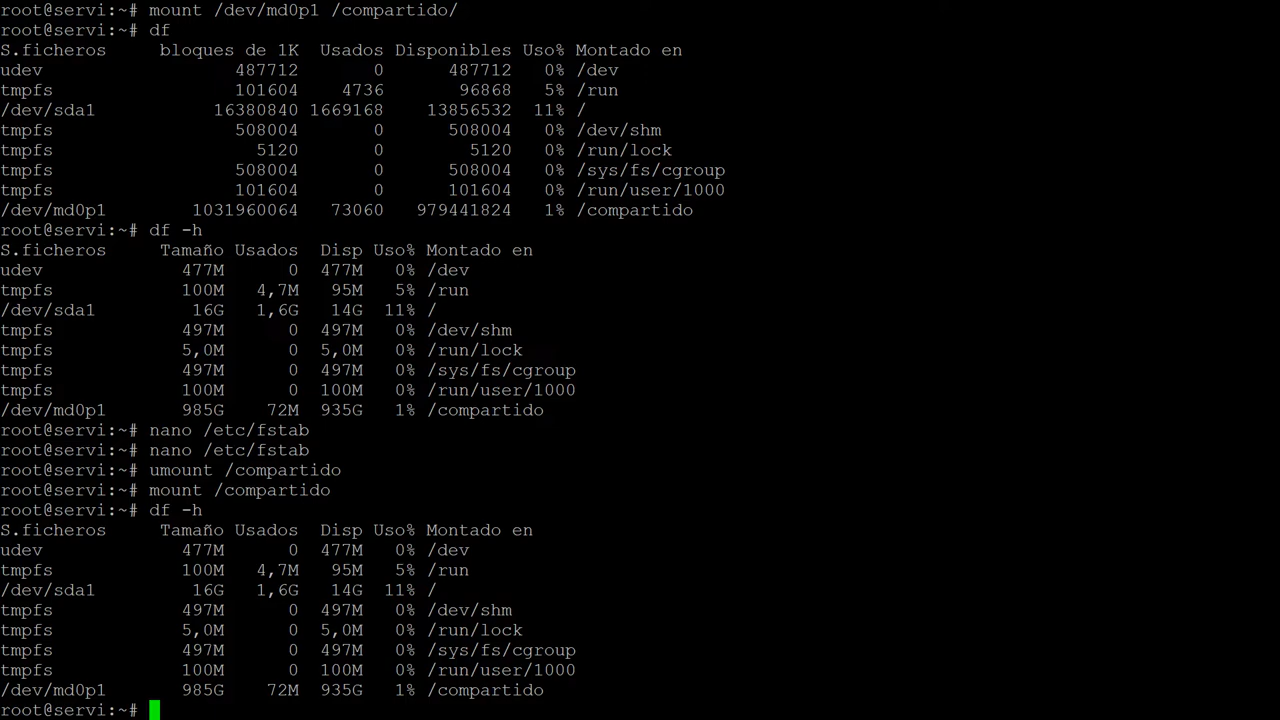 root@servi:~# mount /dev/md0p1 /compartido/
root@servi:~# df
S.ficheros     bloques de 1K  Usados Disponibles Uso% Montado en
udev                  487712       0      487712   0% /dev
tmpfs                 101604    4736       96868   5% /run
/dev/sda1           16380840 1669168    13856532  11% /
tmpfs                 508004       0      508004   0% /dev/shm
tmpfs                   5120       0        5120   0% /run/lock
tmpfs                 508004       0      508004   0% /sys/fs/cgroup
tmpfs                 101604       0      101604   0% /run/user/1000
/dev/md0p1        1031960064   73060   979441824   1% /compartido
root@servi:~# df -h
S.ficheros     Tamaño Usados  Disp Uso% Montado en
udev             477M      0  477M   0% /dev
tmpfs            100M   4,7M   95M   5% /run
/dev/sda1         16G   1,6G   14G  11% /
tmpfs            497M      0  497M   0% /dev/shm
tmpfs            5,0M      0  5,0M   0% /run/lock
tmpfs            497M      0  497M   0% /sys/fs/cgroup
tmpfs            100M      0  100M   0% /run/user/1000
/dev/md0p1       985G    72M  935G   1% /compartido
root@servi:~# nano /etc/fstab
root@servi:~# nano /etc/fstab
root@servi:~# umount /compartido
root@servi:~# mount /compartido
root@servi:~# df -h
S.ficheros     Tamaño Usados  Disp Uso% Montado en
udev             477M      0  477M   0% /dev
tmpfs            100M   4,7M   95M   5% /run
/dev/sda1         16G   1,6G   14G  11% /
tmpfs            497M      0  497M   0% /dev/shm
tmpfs            5,0M      0  5,0M   0% /run/lock
tmpfs            497M      0  497M   0% /sys/fs/cgroup
tmpfs            100M      0  100M   0% /run/user/1000
/dev/md0p1       985G    72M  935G   1% /compartido
root@servi:~#